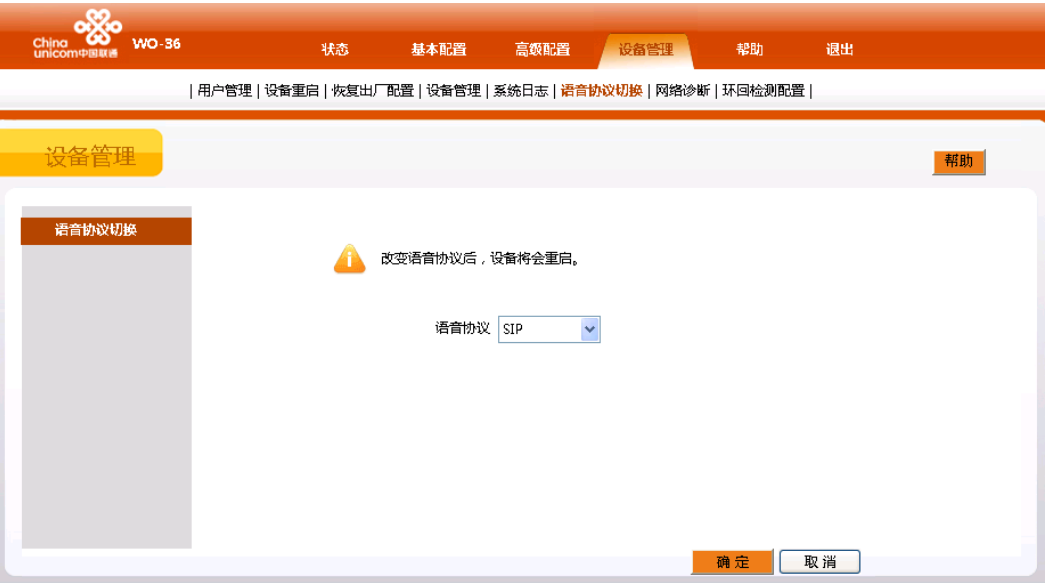 China
unicom中国联通
WO-36
状态 基本配置 高级配置 设备管理 帮助 退出
| 用户管理 | 设备重启 | 恢复出厂配置 | 设备管理 | 系统日志 | 语音协议切换 | 网络诊断 | 环回检测配置 |
设备管理
帮助
语音协议切换
改变语音协议后，设备将会重启。
语音协议 SIP
确定 取消